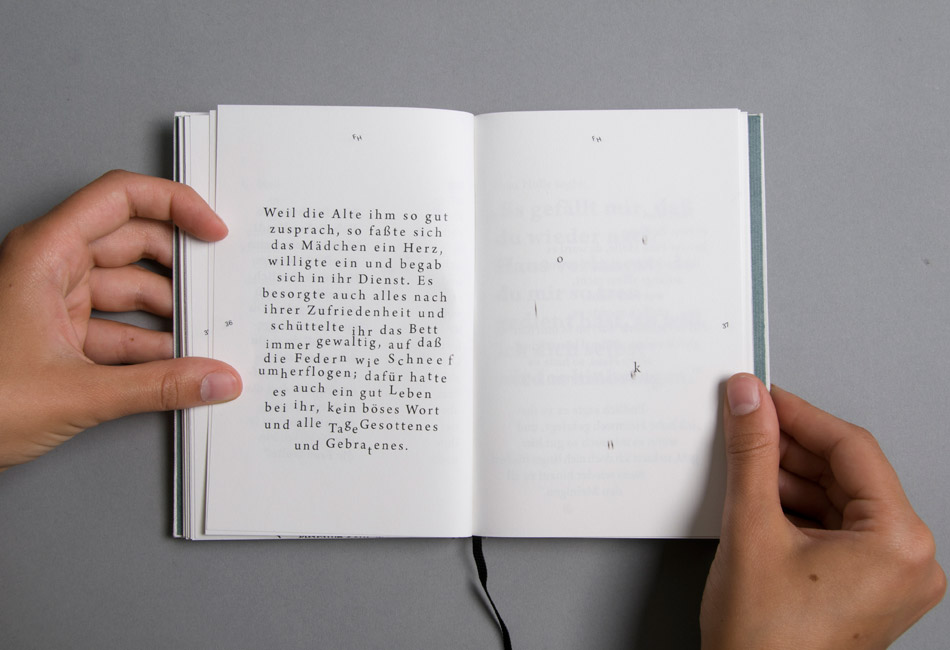 FH
Weil die Alte ihm so gut
zusprach, so faßte sich
das Mädchen ein Herz,
willigte ein und begab
sich in ihr Dienst. Es
besorgte auch alles nach
ihrer Zufriedenheit und
schüttelte ihr das Bett
immer gewaltig, auf daß
die Federn wie Schneef
umherflogen; dafür hatte
es auch ein gut Leben
bei ihr, kein böses Wort
und alle TageGesottenes
und Gebratenes.
36
FH
o
k
n
37